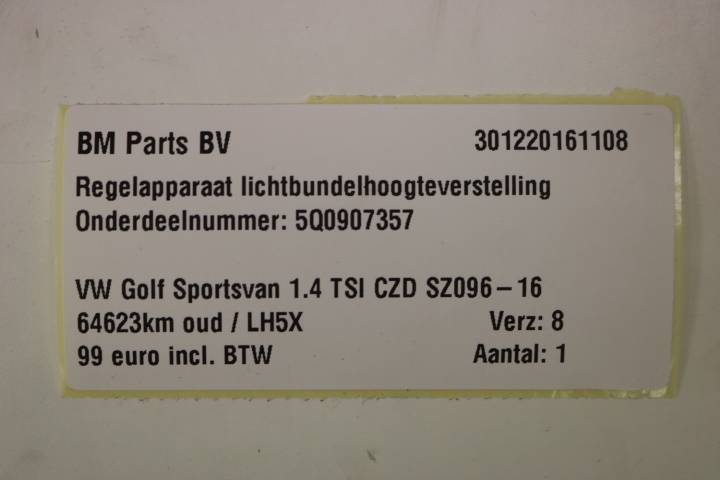 BM Parts BV 301220161108
Regelapparaat lichtbundelhoogteverstelling
Onderdeelnummer: 5Q0907357
VW Golf Sportsvan 1.4 TSI CZD SZ096-16
64623km oud / LH5X Verz: 8
99 euro incl. BTW Aantal: 1